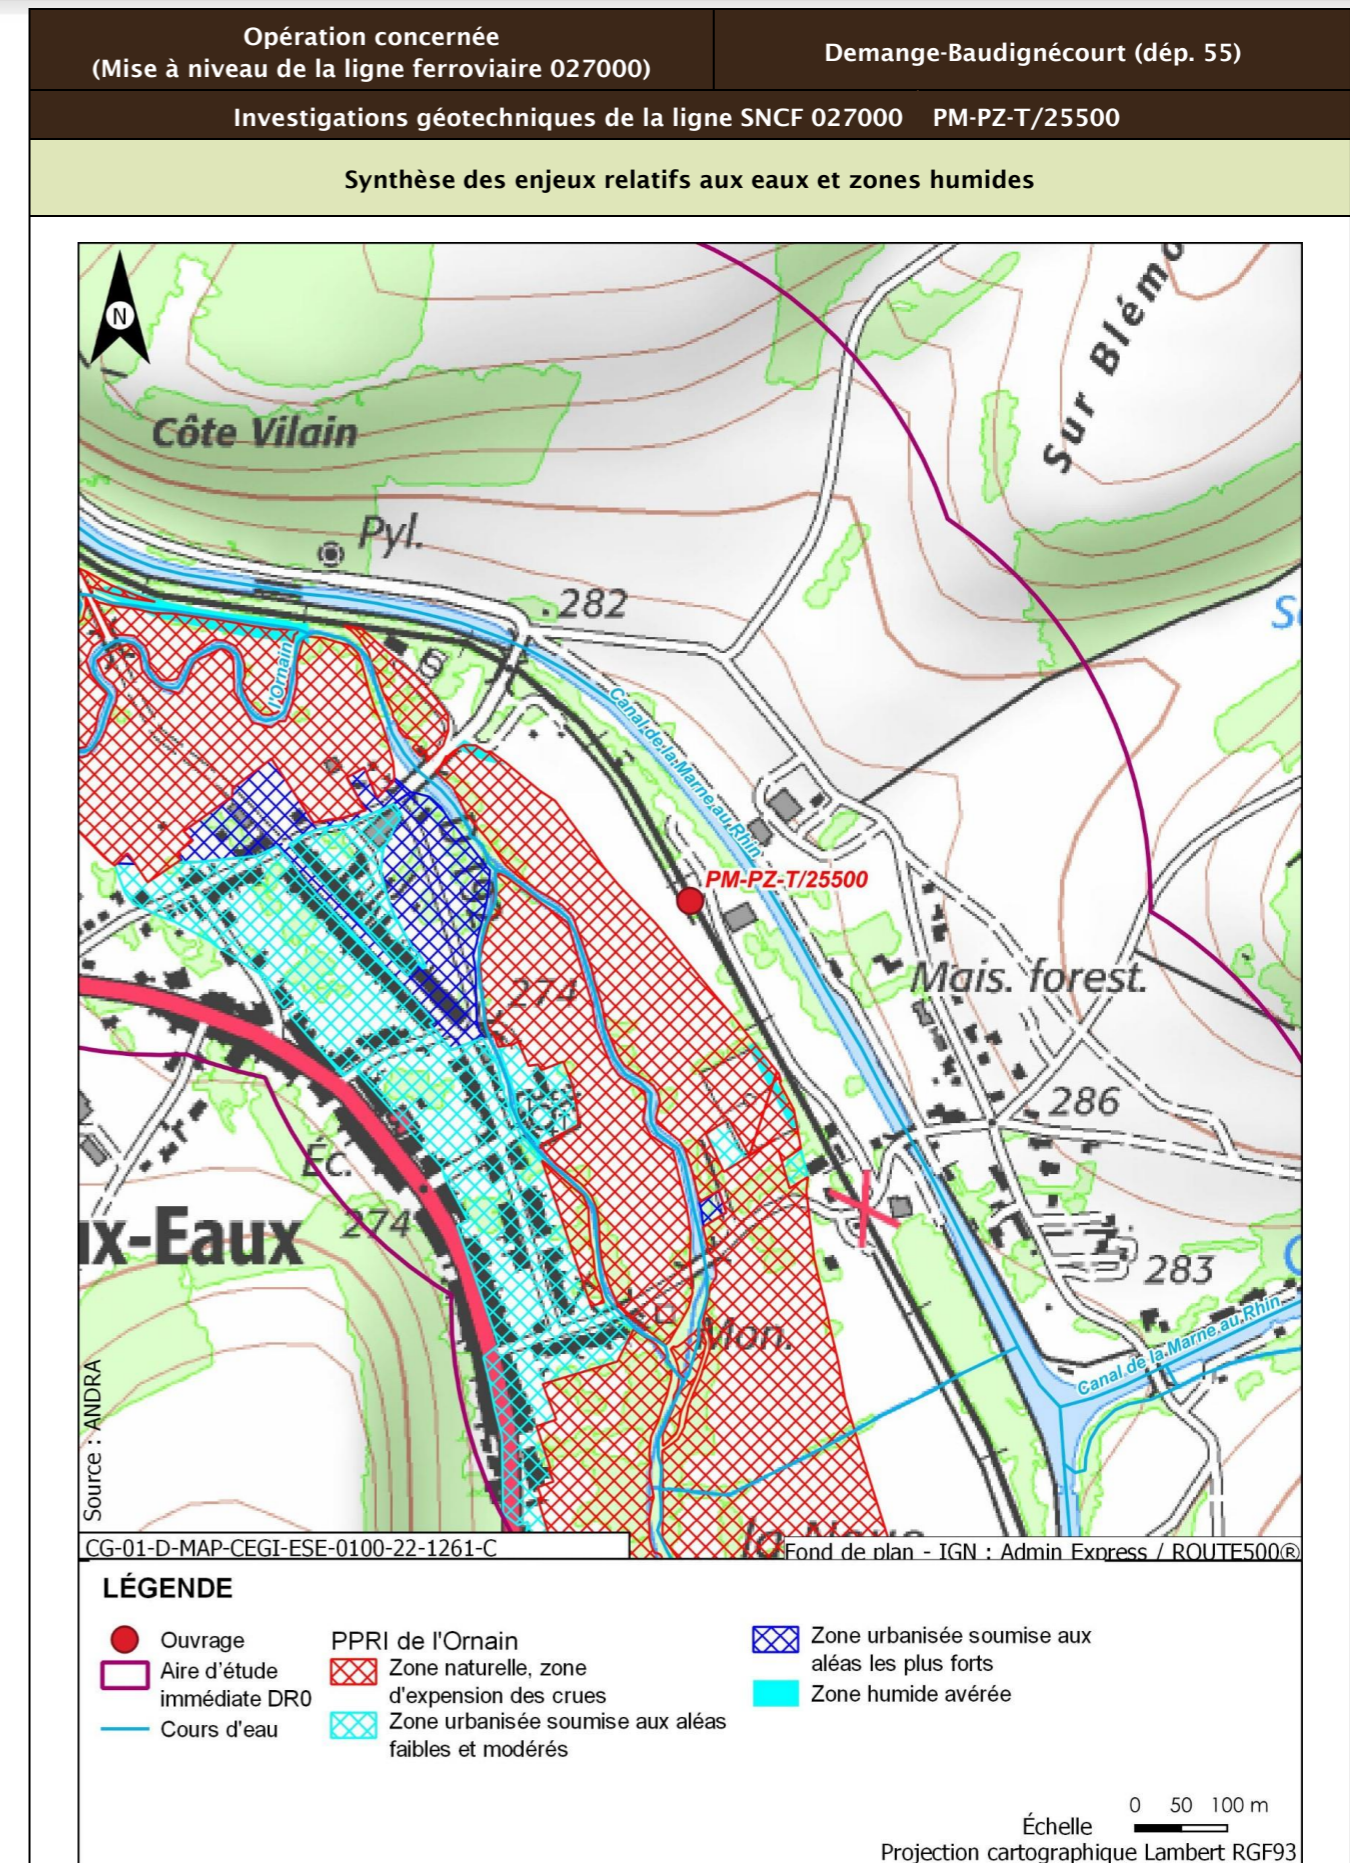 Opération concernée
(Mise à niveau de la ligne ferroviaire 027000)
Demange-Baudignécourt (dép. 55)
Investigations géotechniques de la ligne SNCF 027000 PM-PZ-T/25500
Synthèse des enjeux relatifs aux eaux et zones humides
N
Sur Blémo
Côte Vilain
Pyl.
282
l'Ornain
Canal de la Marne au Rhin
PM-PZ-T/25500
274
Mais. forest.
286
Éc.
274
ix-Eaux
283
Mon.
Canal de la Marne au Rhin
Source : ANDRA
la Noue
CG-01-D-MAP-CEGI-ESE-0100-22-1261-C
Fond de plan - IGN : Admin Express / ROUTE500®
LÉGENDE
Ouvrage
Aire d'étude
immédiate DR0
Cours d'eau
PPRI de l'Ornain
Zone naturelle, zone
d'expension des crues
Zone urbanisée soumise aux aléas
faibles et modérés
Zone urbanisée soumise aux
aléas les plus forts
Zone humide avérée
0 50 100 m
Échelle
Projection cartographique Lambert RGF93